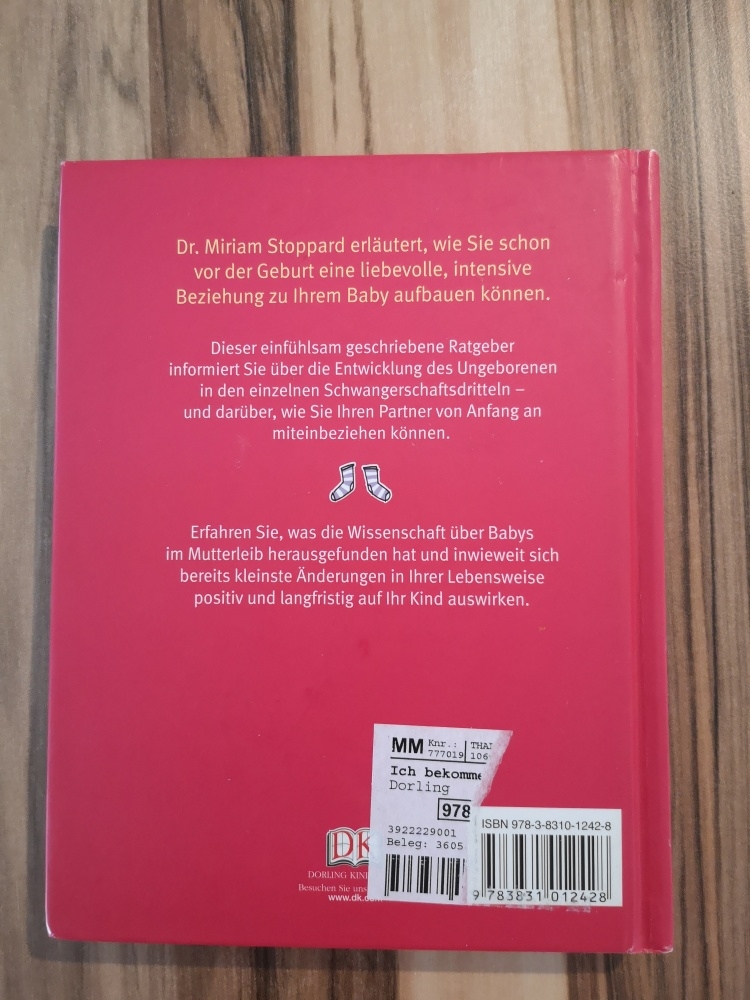 Dr. Miriam Stoppard erläutert, wie Sie schon
vor der Geburt eine liebevolle, intensive
Beziehung zu Ihrem Baby aufbauen können.
Dieser einfühlsam geschriebene Ratgeber
informiert Sie über die Entwicklung des Ungeborenen
in den einzelnen Schwangerschaftsdritteln –
und darüber, wie Sie Ihren Partner von Anfang an
miteinbeziehen können.
Erfahren Sie, was die Wissenschaft über Babys
im Mutterleib herausgefunden hat und inwieweit sich
bereits kleinste Änderungen in Ihrer Lebensweise
positiv und langfristig auf Ihr Kind auswirken.
MM Knr.:
777019 106
Ich bekomme
Dorling
978
3922229001
Beleg: 3605
ISBN 978-3-8310-1242-8
9 783831 012428
DK
DORLING
Besuchen Sie
www.dk.